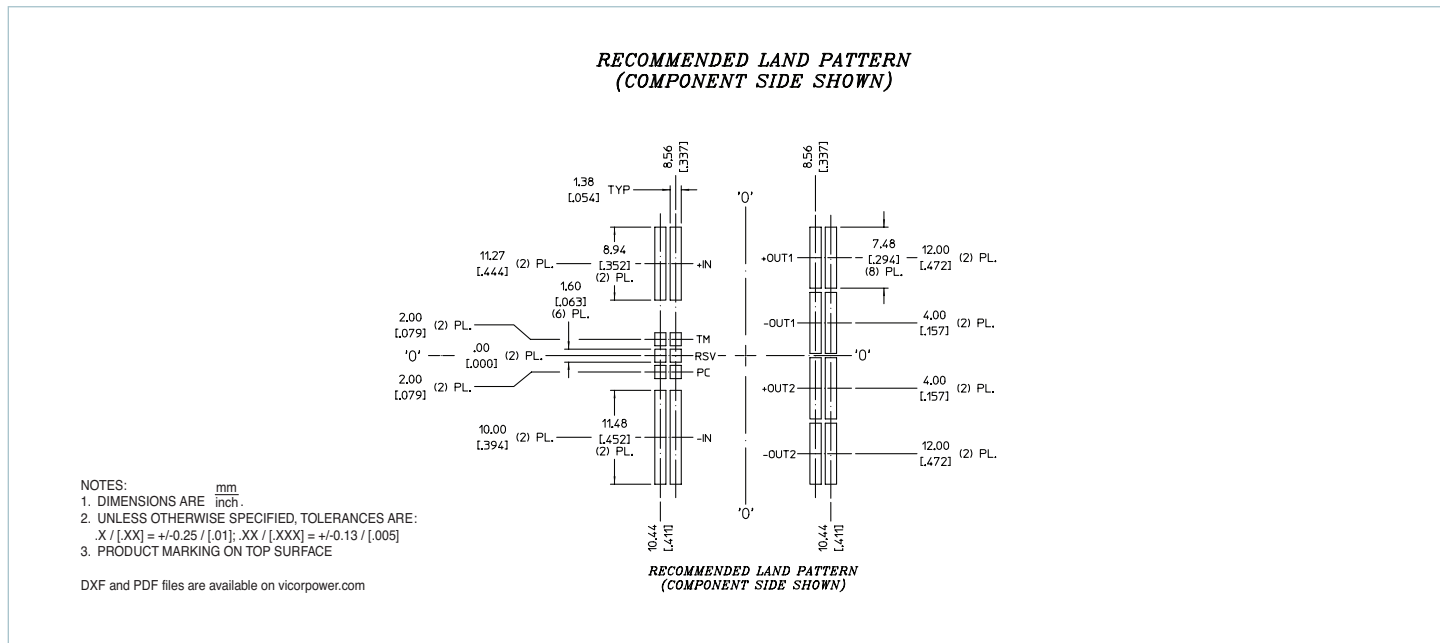 RECOMMENDED LAND PATTERN
(COMPONENT SIDE SHOWN)
8.56
[.337]
8.56
[.337]
1.38
[.054]
TYP
'0'
11.27
[.444]
(2) PL.
8.94
[.352]
(2) PL.
+IN
+OUT1
7.48
[.294]
(8) PL.
12.00
[.472]
(2) PL.
1.60
[.063]
(6) PL.
2.00
[.079]
(2) PL.
TM
-OUT1
4.00
[.157]
(2) PL.
'0'
.00
[.000]
(2) PL.
RSV
'0'
2.00
[.079]
(2) PL.
PC
+OUT2
4.00
[.157]
(2) PL.
10.00
[.394]
(2) PL.
11.48
[.452]
(2) PL.
-IN
-OUT2
12.00
[.472]
(2) PL.
'0'
10.44
[.411]
10.44
[.411]
RECOMMENDED LAND PATTERN
(COMPONENT SIDE SHOWN)
NOTES:
1. DIMENSIONS ARE mm
inch.
2. UNLESS OTHERWISE SPECIFIED, TOLERANCES ARE:
.X / [.XX] = +/-0.25 / [.01]; .XX / [.XXX] = +/-0.13 / [.005]
3. PRODUCT MARKING ON TOP SURFACE
DXF and PDF files are available on vicorpower.com